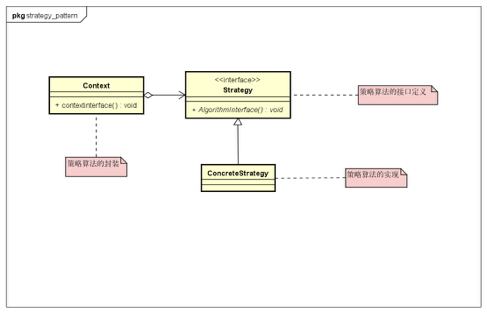 pkg strategy_pattern
<<interface>>
Strategy
+ AlgorithmInterface() : void
Context
+ contextInterface() : void
策略算法的接口定义
策略算法的封装
ConcreteStrategy
策略算法的实现